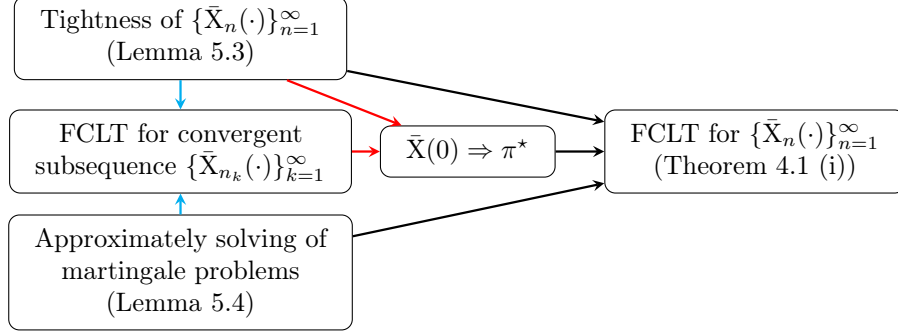 Tightness of {X̄ₙ(·)}ₙ₌₁^∞
(Lemma 5.3)
FCLT for convergent
subsequence {X̄ₙₖ(·)}ₖ₌₁^∞
X̄(0) ⇒ π*
FCLT for {X̄ₙ(·)}ₙ₌₁^∞
(Theorem 4.1 (i))
Approximately solving of
martingale problems
(Lemma 5.4)